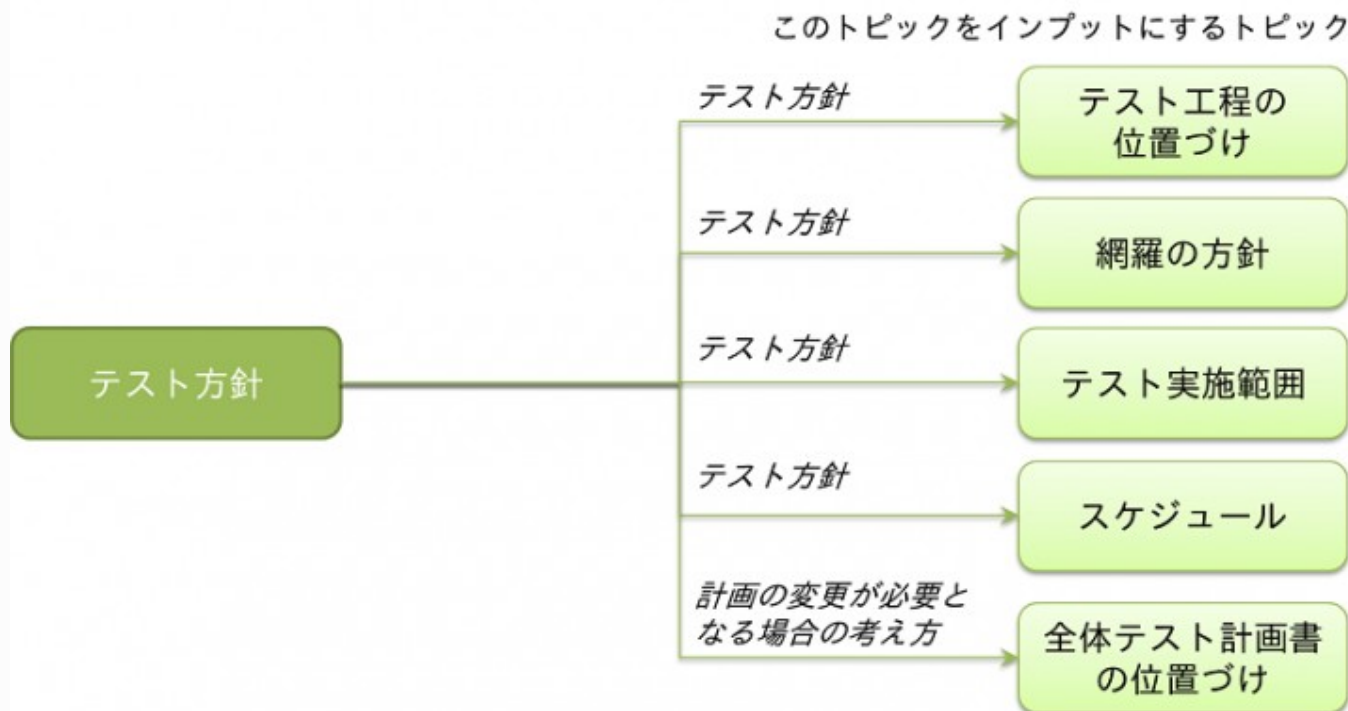 このトピックをインプットにするトピック
テスト方針
テスト工程の
位置づけ
テスト方針
網羅の方針
テスト方針
テスト方針
テスト実施範囲
テスト方針
スケジュール
計画の変更が必要と
なる場合の考え方
全体テスト計画書
の位置づけ